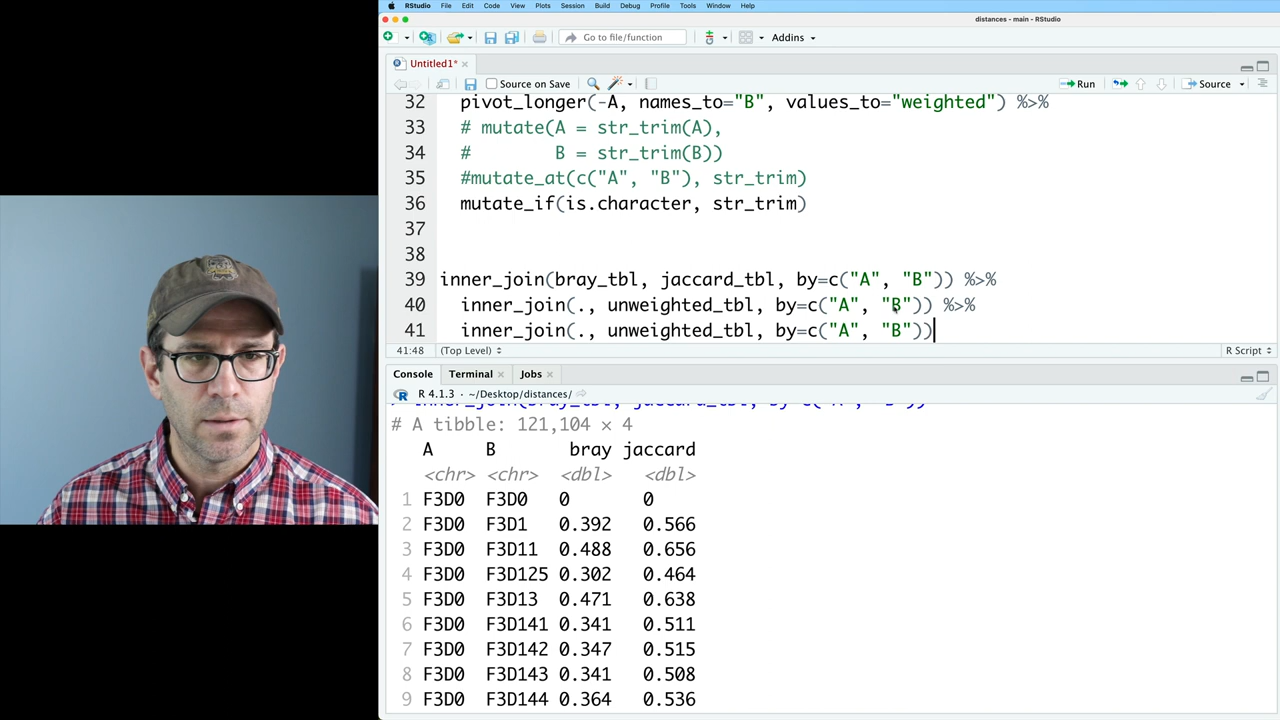 RStudio File Edit Code View Plots Session Build Debug Profile Tools Window Help
distances - main - RStudio
Go to file/function Addins
Untitled1*
Source on Save Run Source
32 pivot_longer(-A, names_to="B", values_to="weighted") %>%
33 # mutate(A = str_trim(A),
34 # B = str_trim(B))
35 #mutate_at(c("A", "B"), str_trim)
36 mutate_if(is.character, str_trim)
37
38
39 inner_join(bray_tbl, jaccard_tbl, by=c("A", "B")) %>%
40 inner_join(., unweighted_tbl, by=c("A", "B")) %>%
41 inner_join(., unweighted_tbl, by=c("A", "B"))
41:48 (Top Level) R Script
Console Terminal Jobs
R 4.1.3 · ~/Desktop/distances/
> inner_join(bray_tbl, jaccard_tbl, by=c("A", "B"))
# A tibble: 121,104 × 4
A B bray jaccard
<chr> <chr> <dbl> <dbl>
1 F3D0 F3D0 0 0
2 F3D0 F3D1 0.392 0.566
3 F3D0 F3D11 0.488 0.656
4 F3D0 F3D125 0.302 0.464
5 F3D0 F3D13 0.471 0.638
6 F3D0 F3D141 0.341 0.511
7 F3D0 F3D142 0.347 0.515
8 F3D0 F3D143 0.341 0.508
9 F3D0 F3D144 0.364 0.536